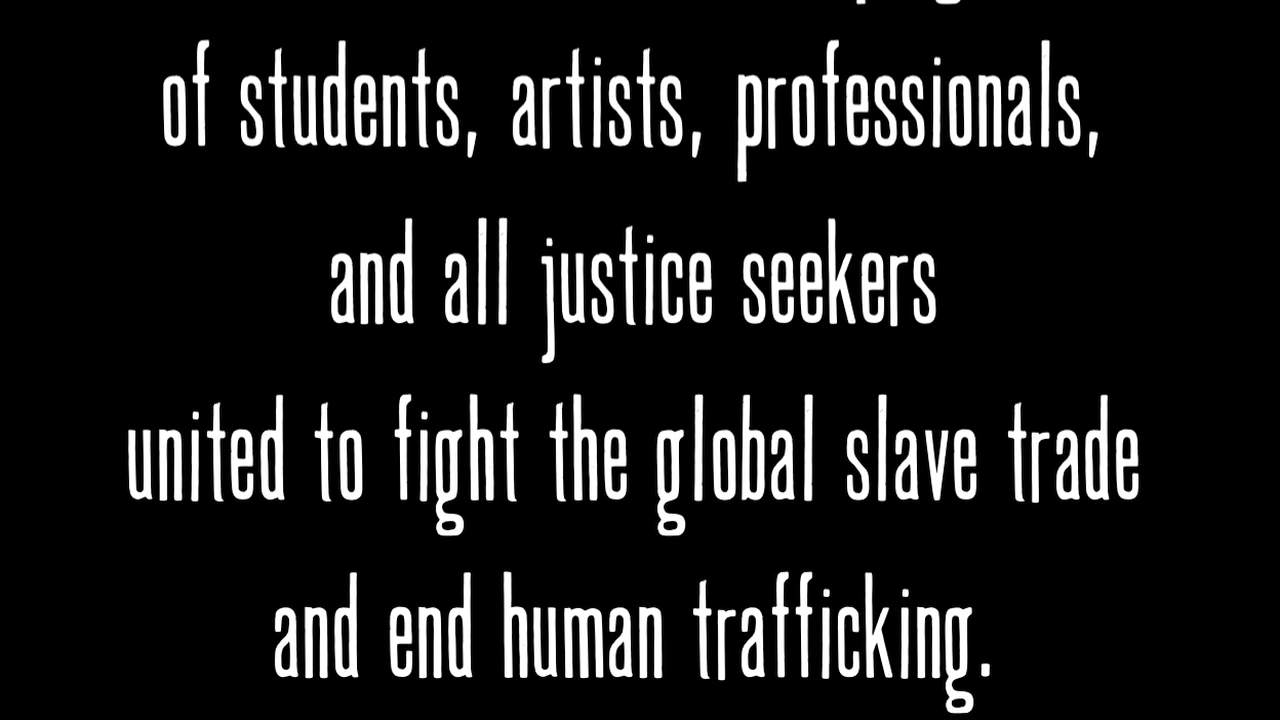 of students, artists, professionals,
and all justice seekers
united to fight the global slave trade
and end human trafficking.